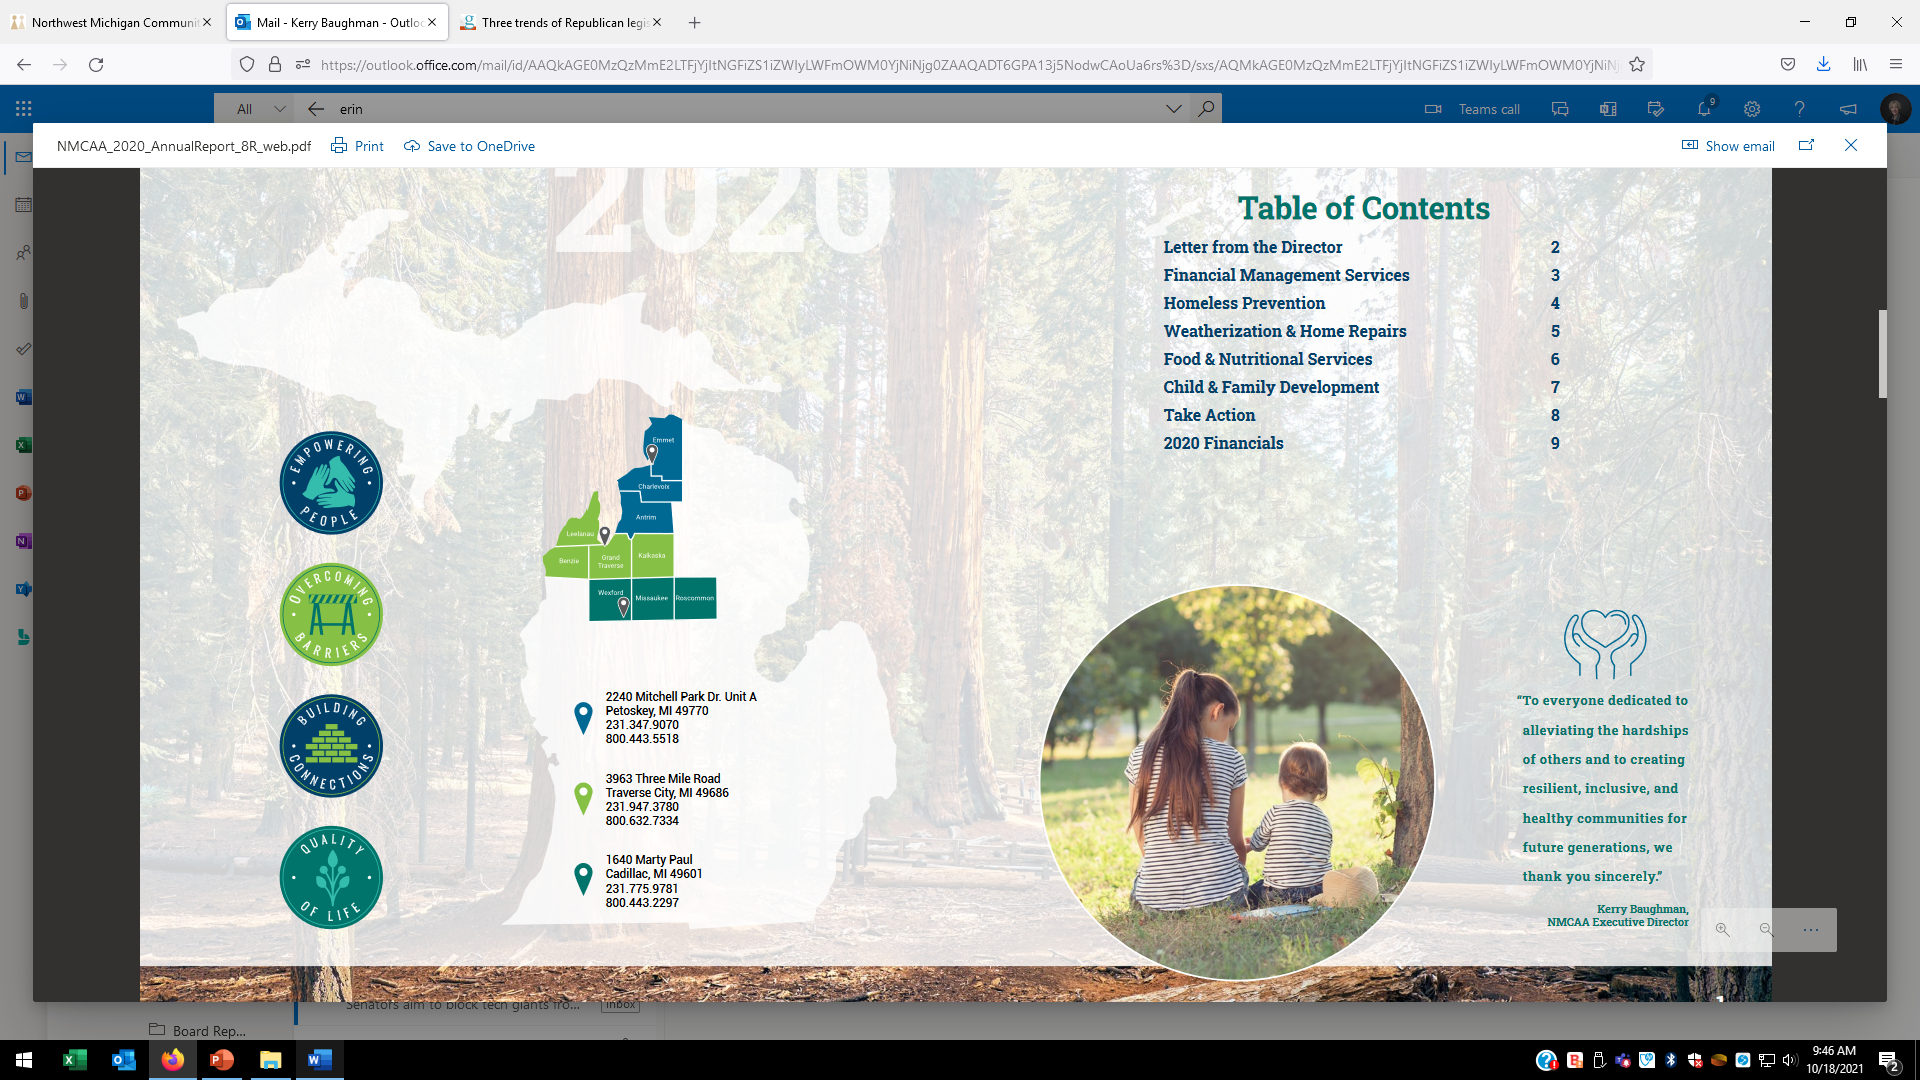 Northwest Michigan Communit
Mail - Kerry Baughman - Outloo
Three trends of Republican legis
https://outlook.office.com/mail/id/AAQkAGE0MzQzMmE2LTFjYjItNGFiZS1iZWIyLWFmOWM0YjNiNjg0ZAAQADT6GPA13j5NodwCAoUa6rs%3D/sxs/AQMkAGE0MzQzMmE2LTFjYjItNGFiZS1iZWIyLWFmOWM0YjNiNj
All
erin
Teams call
9
NMCAA_2020_AnnualReport_8R_web.pdf
Print
Save to OneDrive
Show email
2020
Table of Contents
Letter from the Director 2
Financial Management Services 3
Homeless Prevention 4
Weatherization & Home Repairs 5
Food & Nutritional Services 6
Child & Family Development 7
Take Action 8
2020 Financials 9
EMPOWERING
PEOPLE
OVERCOMING
BARRIERS
BUILDING
CONNECTIONS
QUALITY
OF LIFE
Emmet
Charlevoix
Antrim
Leelanau
Benzie
Grand
Traverse
Kalkaska
Wexford
Missaukee
Roscommon
2240 Mitchell Park Dr. Unit A
Petoskey, MI 49770
231.347.9070
800.443.5518
3963 Three Mile Road
Traverse City, MI 49686
231.947.3780
800.632.7334
1640 Marty Paul
Cadillac, MI 49601
231.775.9781
800.443.2297
“To everyone dedicated to
alleviating the hardships
of others and to creating
resilient, inclusive, and
healthy communities for
future generations, we
thank you sincerely.”
Kerry Baughman,
NMCAA Executive Director
Senators aim to block tech giants fro...
Inbox
Board Rep...
9:46 AM
10/18/2021
2